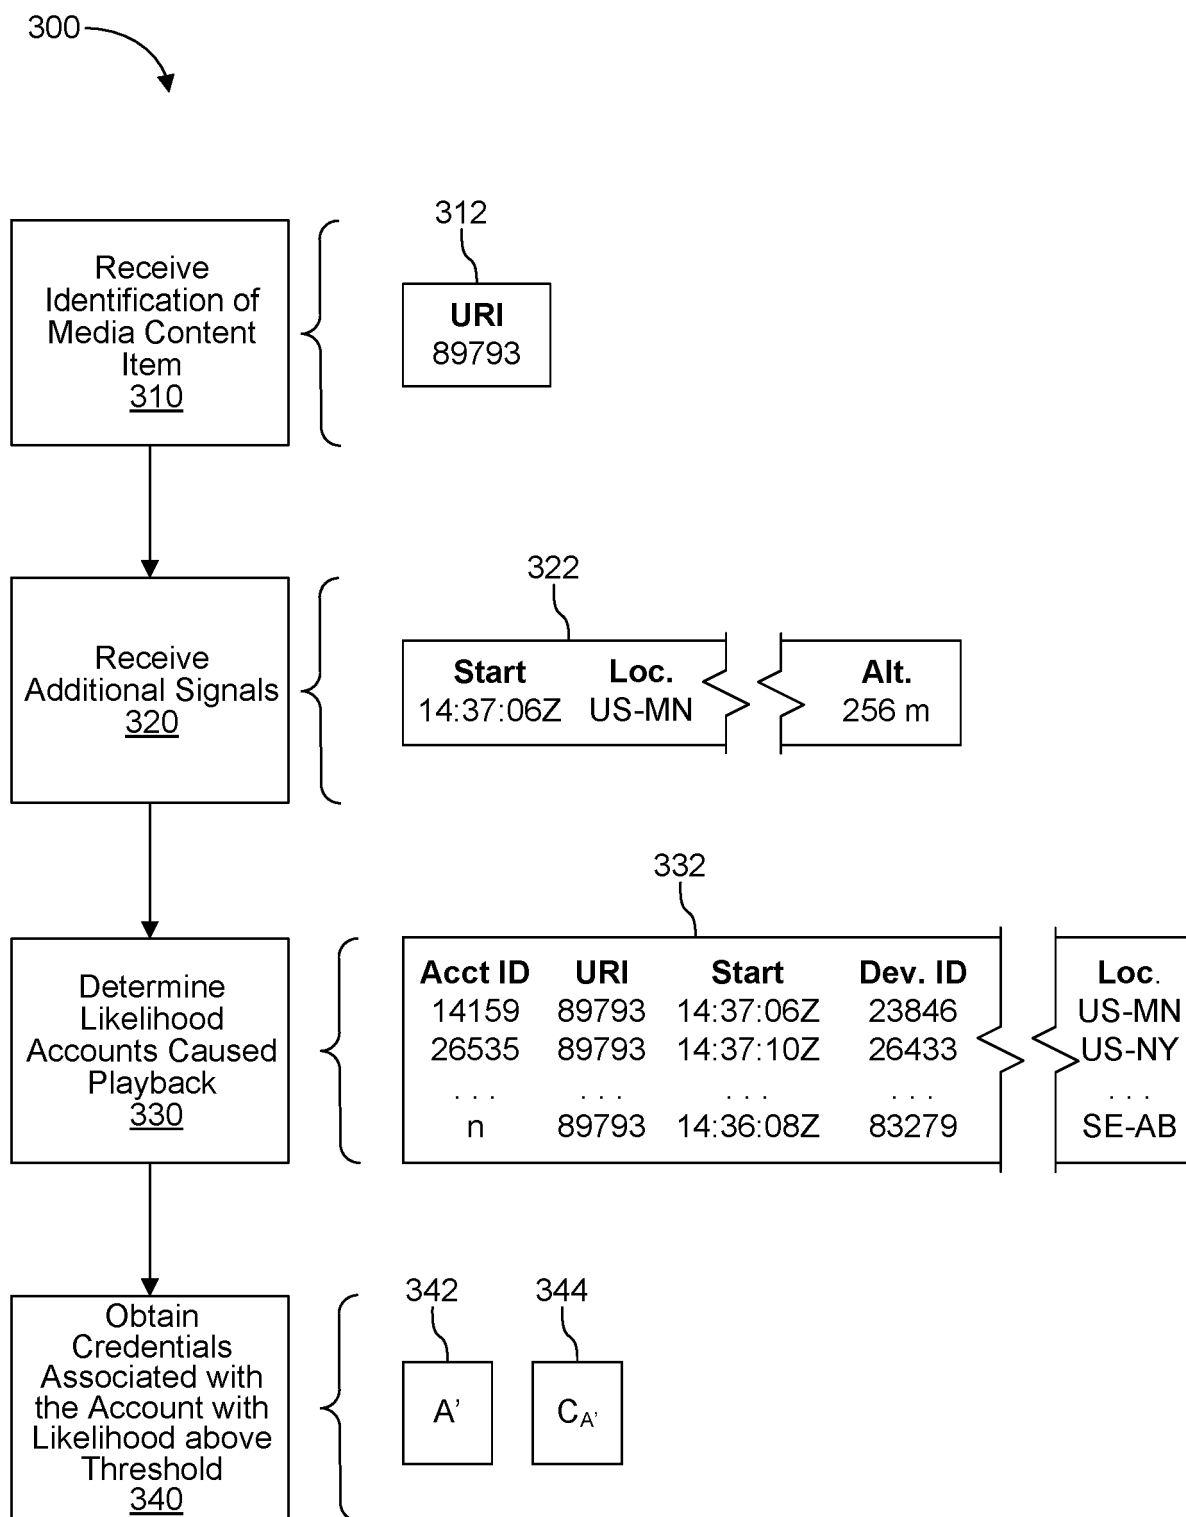 300
312
Receive
Identification of
Media Content
Item
310
URI
89793
322
Receive
Additional Signals
320
Start Loc. Alt.
14:37:06Z US-MN 256 m
332
Determine
Likelihood
Accounts Caused
Playback
330
Acct ID URI Start Dev. ID Loc.
14159 89793 14:37:06Z 23846 US-MN
26535 89793 14:37:10Z 26433 US-NY
. . . . . . . . . . . . . . .
n 89793 14:36:08Z 83279 SE-AB
342 344
Obtain
Credentials
Associated with
the Account with
Likelihood above
Threshold
340
A' CA'